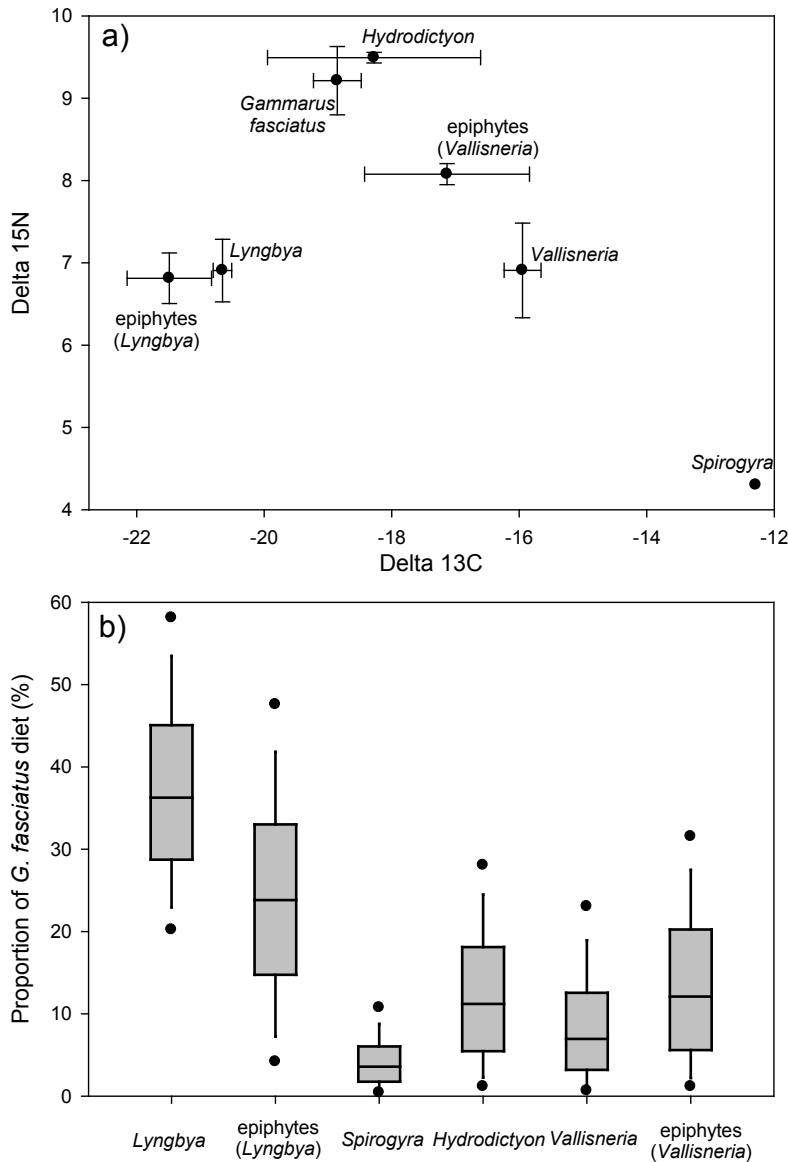 a)
10
9
8
7
6
5
4
Delta 15N
Hydrodictyon
Gammarus
fasciatus
epiphytes
(Vallisneria)
Lyngbya
Vallisneria
epiphytes
(Lyngbya)
Spirogyra
-22 -20 -18 -16 -14 -12
Delta 13C
b)
60
50
40
30
20
10
0
Proportion of G. fasciatus diet (%)
Lyngbya
epiphytes
(Lyngbya)
Spirogyra
Hydrodictyon
Vallisneria
epiphytes
(Vallisneria)